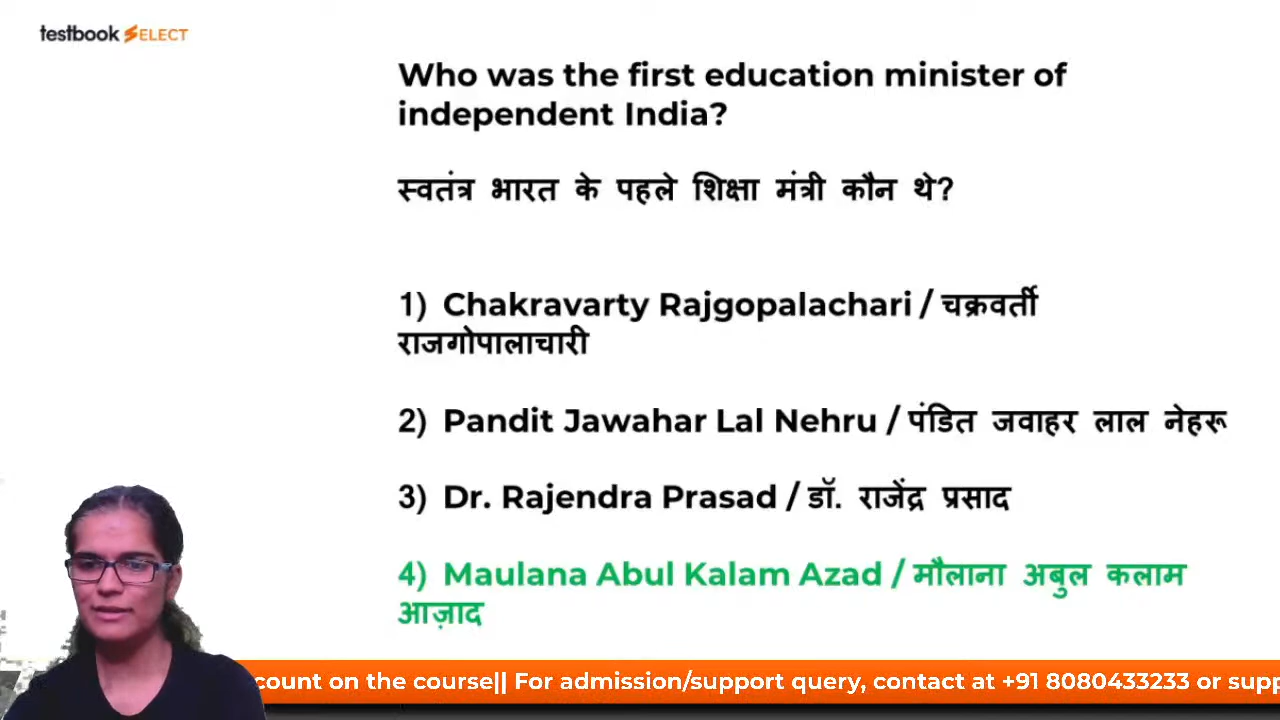 testbook SELECT
Who was the first education minister of
independent India?
स्वतंत्र भारत के पहले शिक्षा मंत्री कौन थे?
1) Chakravarty Rajgopalachari / चक्रवर्ती
राजगोपालाचारी
2) Pandit Jawahar Lal Nehru / पंडित जवाहर लाल नेहरू
3) Dr. Rajendra Prasad / डॉ. राजेंद्र प्रसाद
4) Maulana Abul Kalam Azad / मौलाना अबुल कलाम
आज़ाद
count on the course|| For admission/support query, contact at +91 8080433233 or supp